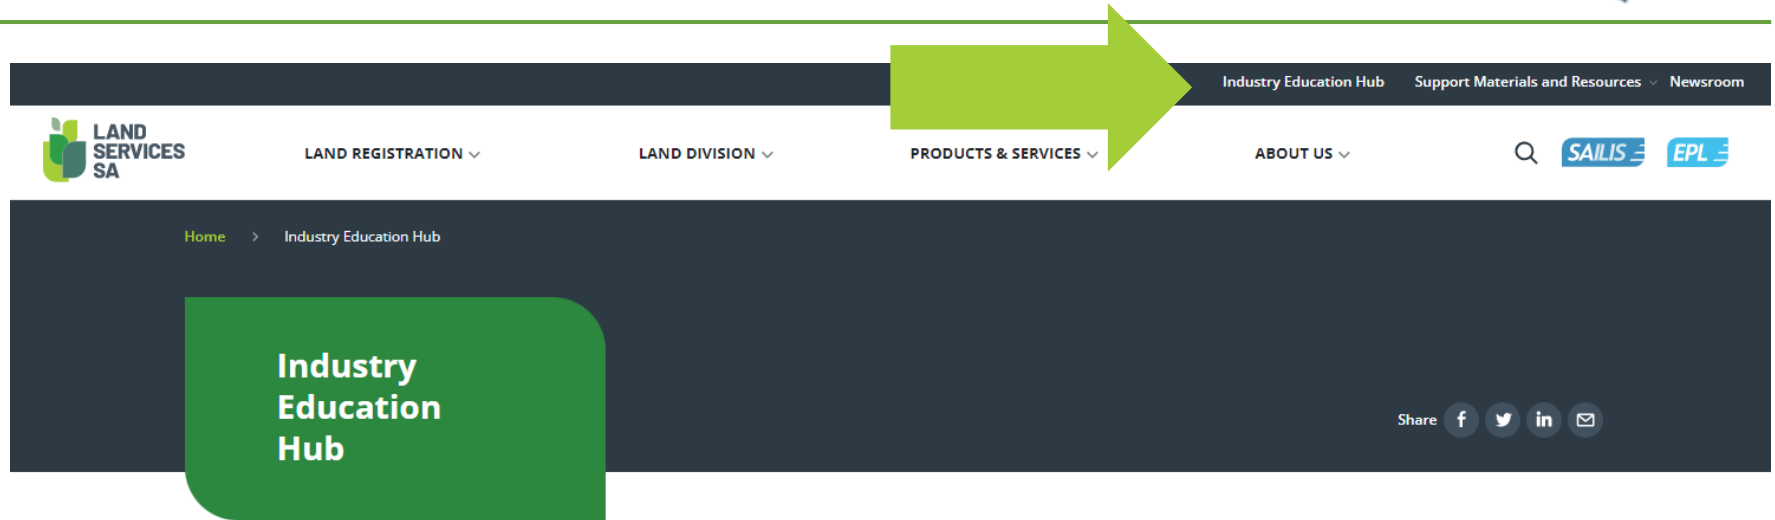 Industry Education Hub Support Materials and Resources Newsroom
LAND
SERVICES
SA
LAND REGISTRATION LAND DIVISION PRODUCTS & SERVICES ABOUT US SAILIS EPL
Home > Industry Education Hub
Industry
Education
Hub
Share